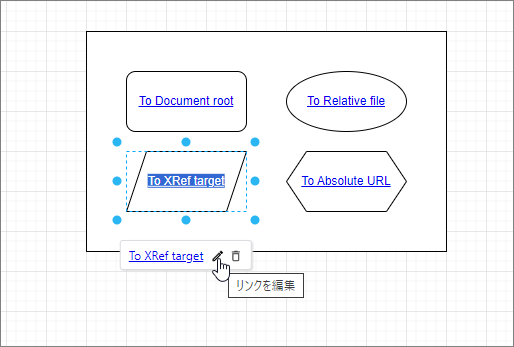 To Document root
To Relative file
To XRef target
To Absolute URL
To XRef target
リンクを編集